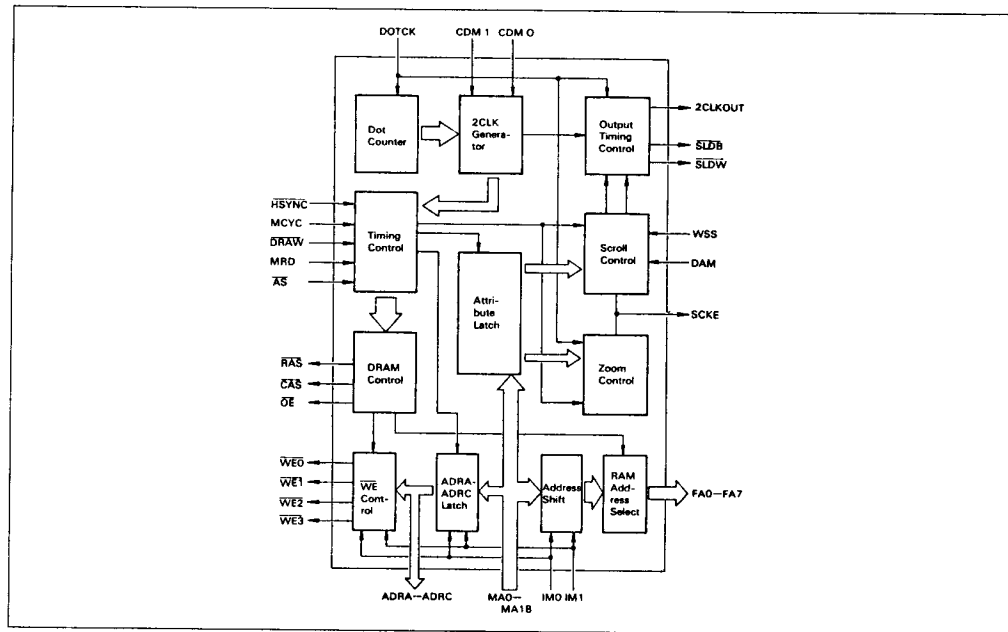 DOTCK
CDM 1
CDM 0
Dot
Counter
2CLK
Genera-
tor
Output
Timing
Control
2CLKOUT
SLDB
SLDW
HSYNC
MCYC
DRAW
MRD
AS
Timing
Control
Attri-
bute
Latch
Scroll
Control
WSS
DAM
SCKE
RAS
CAS
OE
DRAM
Control
Zoom
Control
WE0
WE1
WE2
WE3
WE
Con-
trol
ADRA-
ADRC
Latch
Address
Shift
RAM
Add-
ress
Select
FA0—FA7
ADRA—ADRC
MA0—
MA1B
IM0
IM1